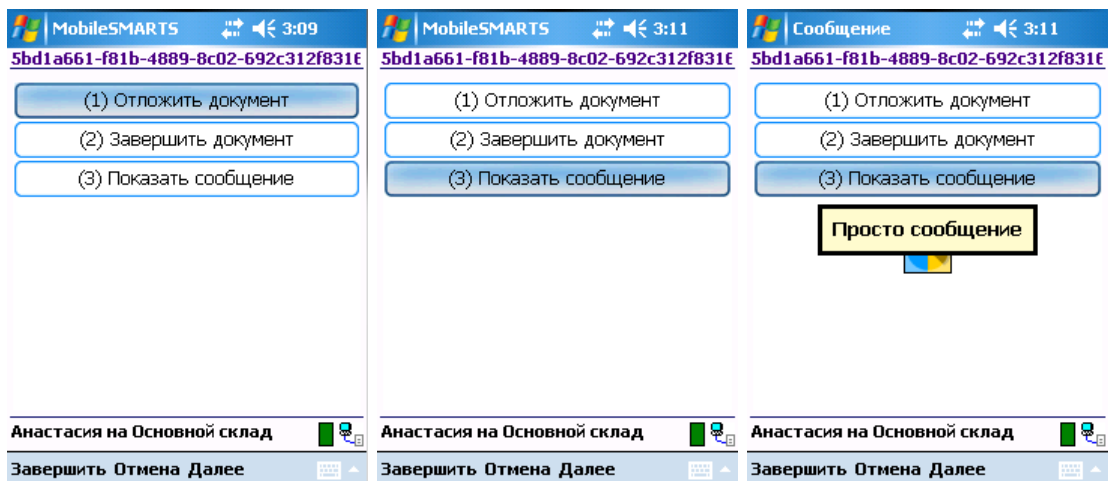 MobileSMARTS 3:09
5bd1a661-f81b-4889-8c02-692c312f831
(1) Отложить документ
(2) Завершить документ
(3) Показать сообщение
Анастасия на Основной склад
Завершить Отмена Далее
MobileSMARTS 3:11
5bd1a661-f81b-4889-8c02-692c312f831
(1) Отложить документ
(2) Завершить документ
(3) Показать сообщение
Анастасия на Основной склад
Завершить Отмена Далее
Сообщение 3:11
5bd1a661-f81b-4889-8c02-692c312f831
(1) Отложить документ
(2) Завершить документ
(3) Показать сообщение
Просто сообщение
Анастасия на Основной склад
Завершить Отмена Далее